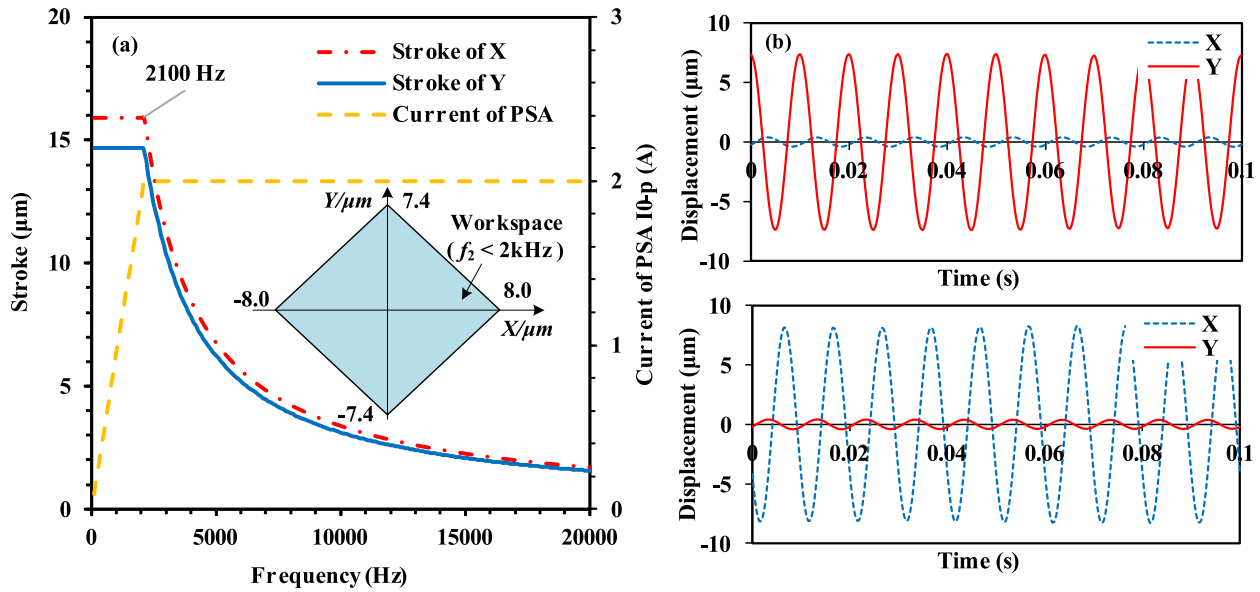 (a)
Stroke of X
Stroke of Y
Current of PSA
2100 Hz
20
15
10
5
0
Stroke (μm)
3
2
1
0
Current of PSA I0-p (A)
Y/μm
7.4
Workspace
( f2 < 2kHz )
-8.0
8.0
X/μm
-7.4
0
5000
10000
15000
20000
Frequency (Hz)
(b)
X
Y
10
5
0
-5
-10
Displacement (μm)
0
0.02
0.04
0.06
0.08
0.1
Time (s)
X
Y
10
5
0
-5
-10
Displacement (μm)
0
0.02
0.04
0.06
0.08
0.1
Time (s)